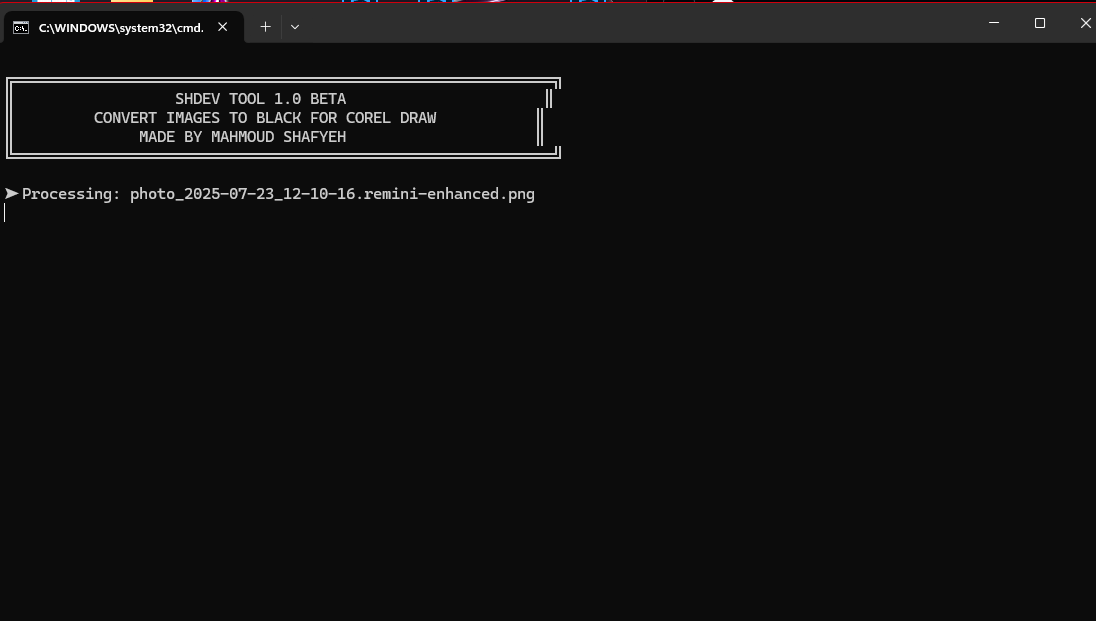 C:\WINDOWS\system32\cmd.
SHDEV TOOL 1.0 BETA
CONVERT IMAGES TO BLACK FOR COREL DRAW
MADE BY MAHMOUD SHAFYEH
➤ Processing: photo_2025-07-23_12-10-16.remini-enhanced.png